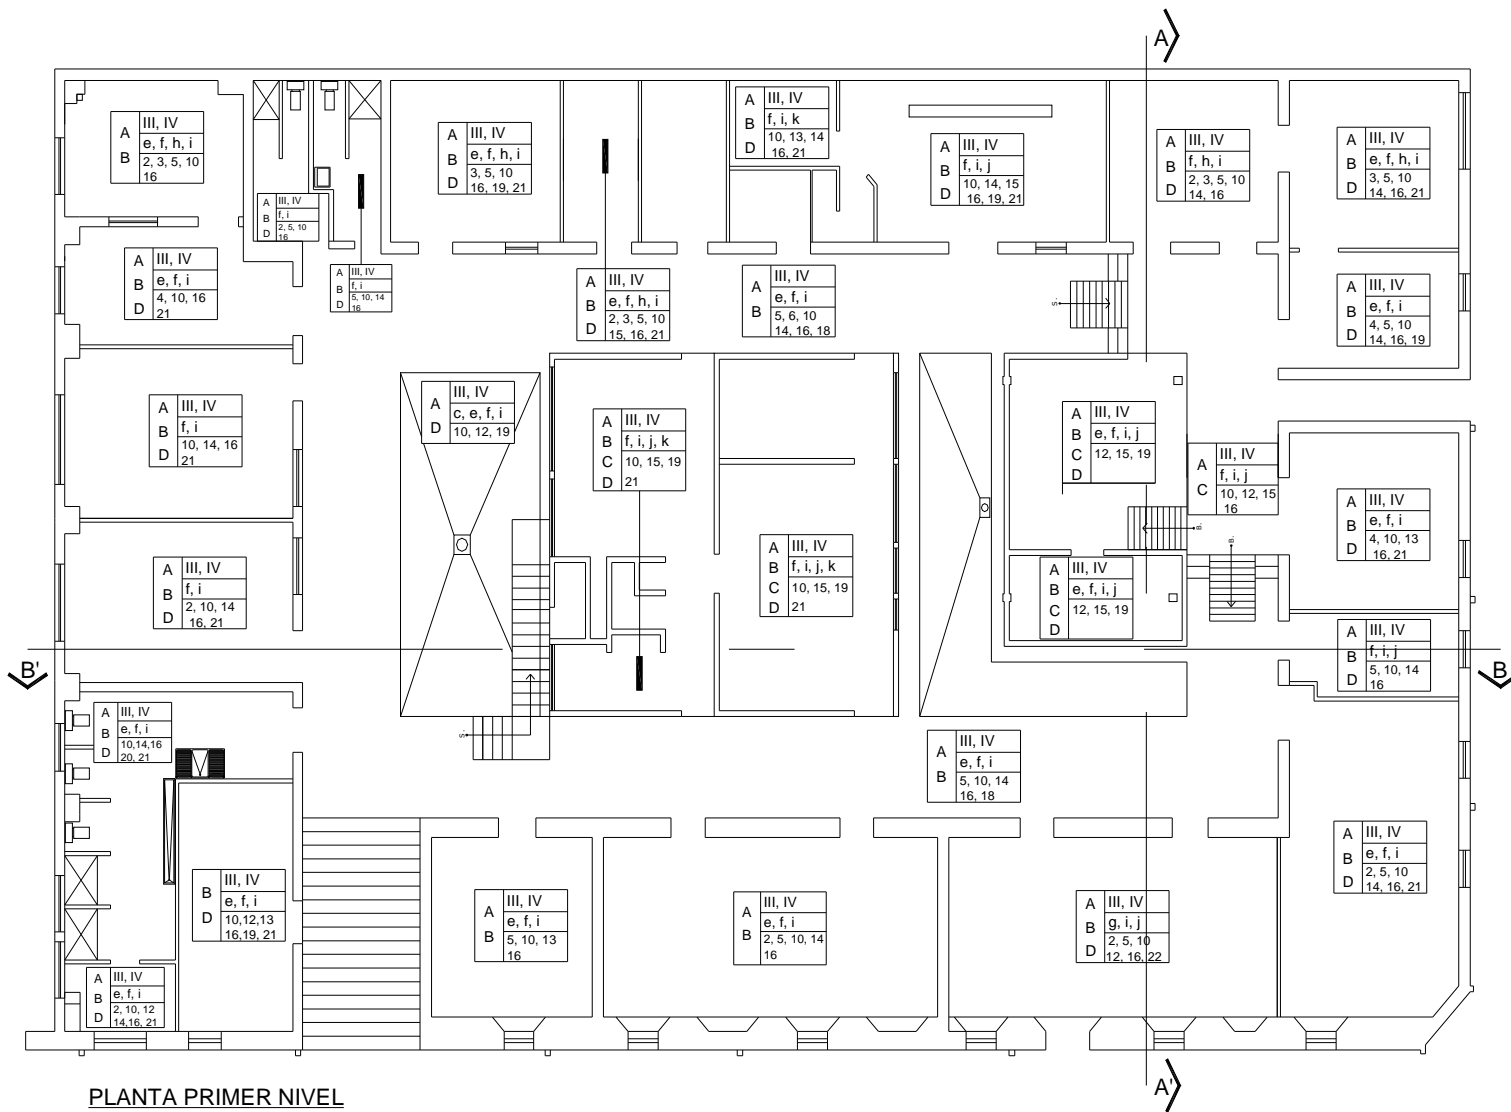 A
III, IV
A f, i, k
B 10, 13, 14
D 16, 21
III, IV
A e, f, h, i
B 2, 3, 5, 10
16
III, IV
A e, f, h, i
B 3, 5, 10
D 16, 19, 21
III, IV
A f, i, j
B 10, 14, 15
D 16, 19, 21
III, IV
A f, h, i
B 2, 3, 5, 10
D 14, 16
III, IV
A e, f, h, i
B 3, 5, 10
D 14, 16, 21
A III, IV
B f, i
2, 5, 10
D 16
III, IV
A e, f, i
B 4, 10, 16
D 21
A III, IV
B f, i
5, 10, 14
D 16
III, IV
A e, f, h, i
B 2, 3, 5, 10
D 15, 16, 21
III, IV
A e, f, i
B 5, 6, 10
14, 16, 18
S.
III, IV
A e, f, i
B 4, 5, 10
D 14, 16, 19
III, IV
A c, e, f, i
D 10, 12, 19
III, IV
A f, i
B 10, 14, 16
D 21
A III, IV
B f, i, j, k
C 10, 15, 19
D 21
A III, IV
B e, f, i, j
C 12, 15, 19
D
III, IV
A f, i, j
C 10, 12, 15
16
III, IV
A e, f, i
B 4, 10, 13
D 16, 21
B.
B.
III, IV
A f, i
B 2, 10, 14
D 16, 21
A III, IV
B f, i, j, k
C 10, 15, 19
D 21
A III, IV
B e, f, i, j
C 12, 15, 19
D
III, IV
A f, i, j
B 5, 10, 14
D 16
B'
B
A III, IV
B e, f, i
10,14,16
D 20, 21
S.
III, IV
A e, f, i
B 5, 10, 14
16, 18
III, IV
A e, f, i
B 2, 5, 10
D 14, 16, 21
III, IV
B e, f, i
D 10,12,13
16,19, 21
III, IV
A e, f, i
B 5, 10, 13
16
III, IV
A e, f, i
B 2, 5, 10, 14
16
III, IV
A g, i, j
B 2, 5, 10
D 12, 16, 22
A III, IV
B e, f, i
2, 10, 12
D 14,16, 21
A'
PLANTA PRIMER NIVEL